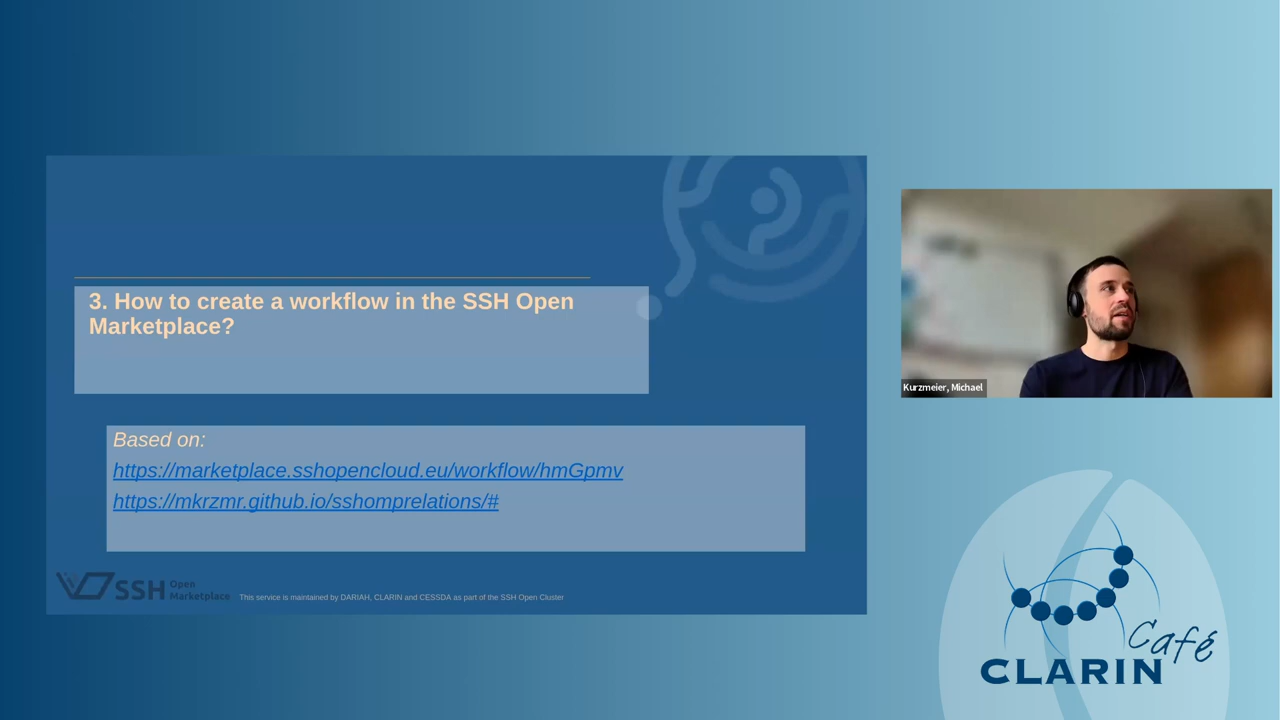 3. How to create a workflow in the SSH Open
Marketplace?
Based on:
https://marketplace.sshopencloud.eu/workflow/hmGpmv
https://mkrzmr.github.io/sshomprelations/#
SSH Open
Marketplace
This service is maintained by DARIAH, CLARIN and CESSDA as part of the SSH Open Cluster
Kurzmeier, Michael
Café
CLARIN